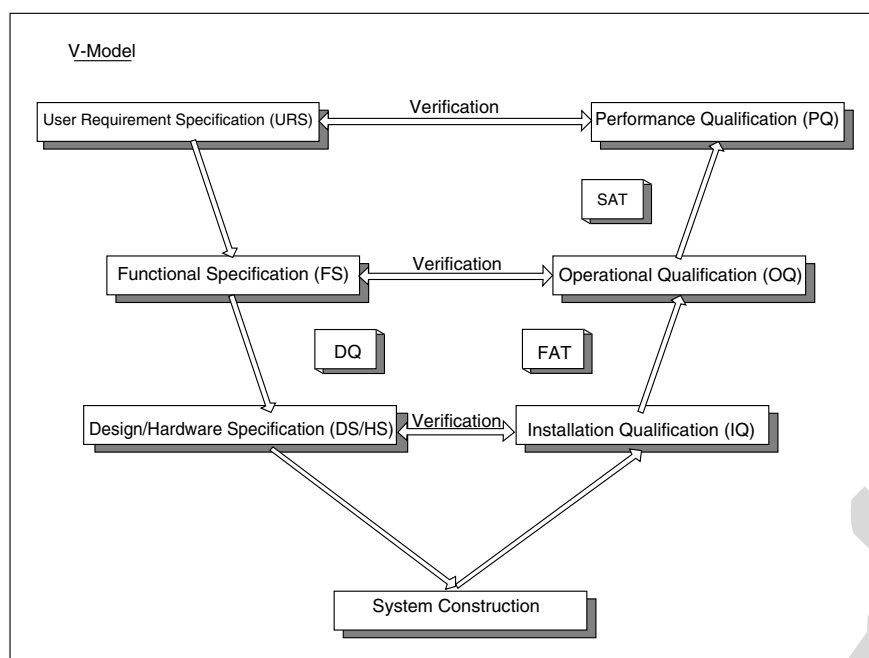 V-Model
Verification
User Requirement Specification (URS)
Performance Qualification (PQ)
SAT
Verification
Functional Specification (FS)
Operational Qualification (OQ)
DQ
FAT
Verification
Design/Hardware Specification (DS/HS)
Installation Qualification (IQ)
System Construction